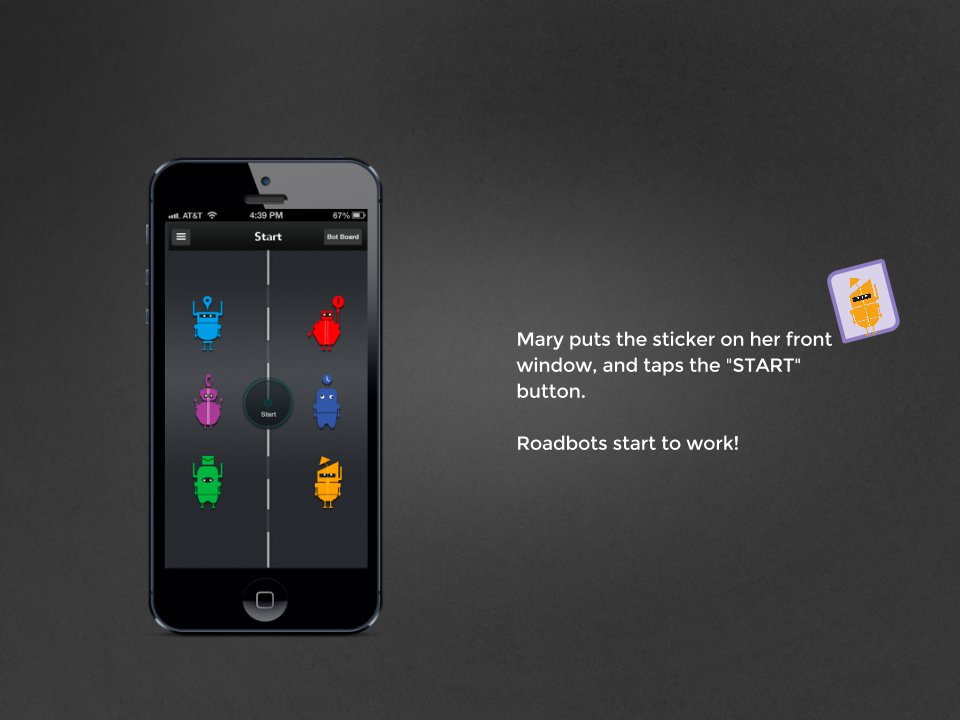 AT&T 4:39 PM 67%
Start Bot Board
Start
Mary puts the sticker on her front
window, and taps the "START"
button.
Roadbots start to work!